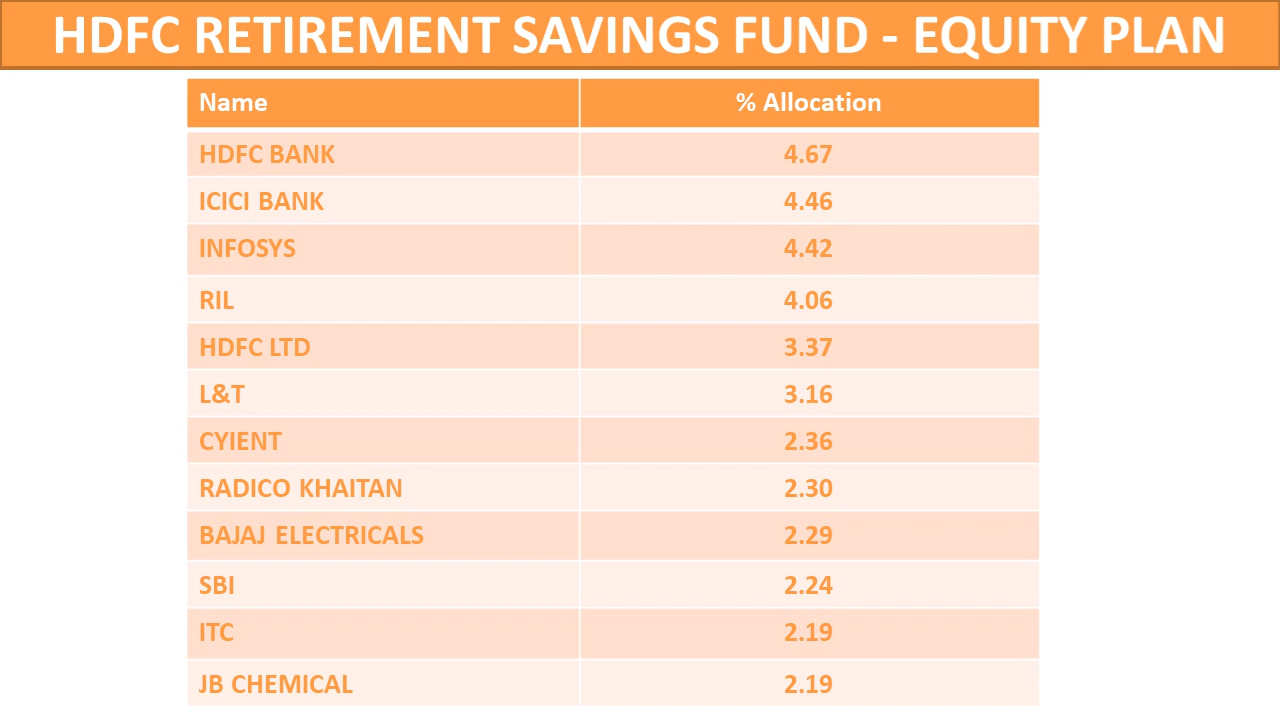 HDFC RETIREMENT SAVINGS FUND - EQUITY PLAN
Name % Allocation
HDFC BANK 4.67
ICICI BANK 4.46
INFOSYS 4.42
RIL 4.06
HDFC LTD 3.37
L&T 3.16
CYIENT 2.36
RADICO KHAITAN 2.30
BAJAJ ELECTRICALS 2.29
SBI 2.24
ITC 2.19
JB CHEMICAL 2.19